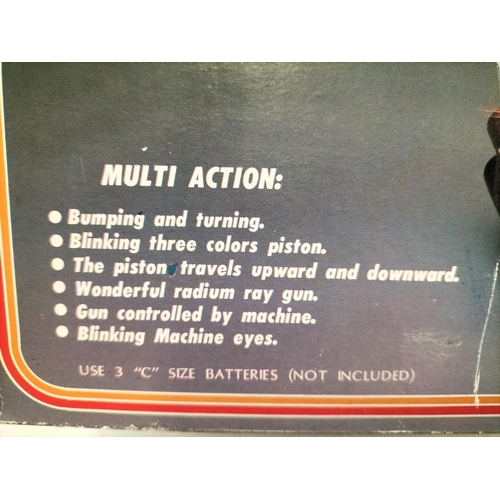 MULTI ACTION:
● Bumping and turning.
● Blinking three colors piston.
● The piston travels upward and downward.
● Wonderful radium ray gun.
● Gun controlled by machine.
● Blinking Machine eyes.
USE 3 "C" SIZE BATTERIES (NOT INCLUDED)